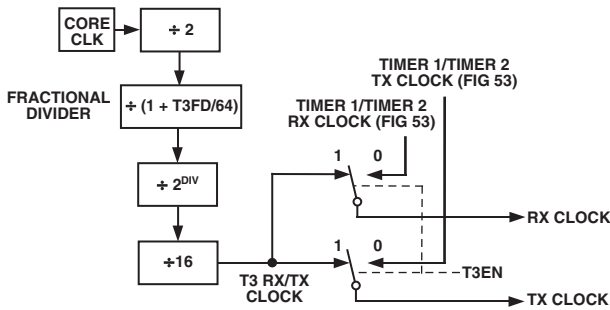 CORE
CLK
÷ 2
FRACTIONAL
DIVIDER
÷ (1 + T3FD/64)
÷ 2^DIV
÷16
TIMER 1/TIMER 2
TX CLOCK (FIG 53)
TIMER 1/TIMER 2
RX CLOCK (FIG 53)
1 0
RX CLOCK
1 0
T3 RX/TX
CLOCK
T3EN
TX CLOCK